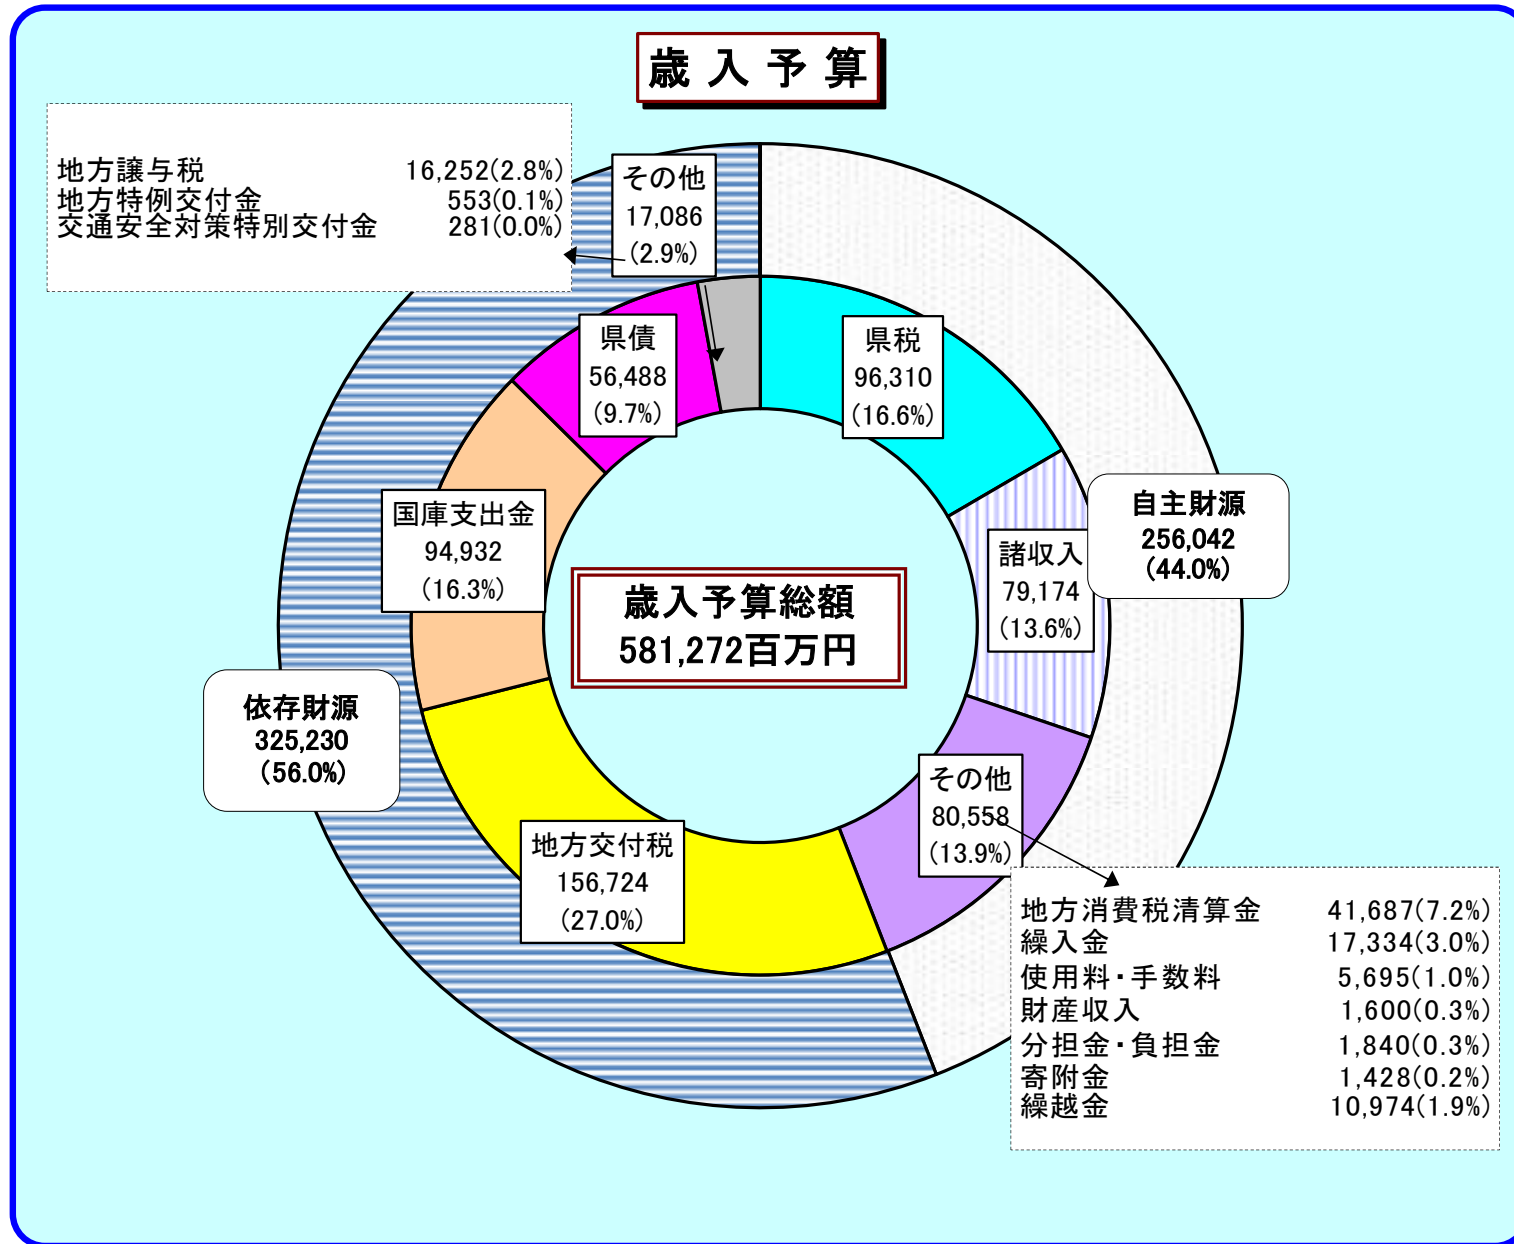 歳入予算
地方譲与税 16,252(2.8%)
地方特例交付金 553(0.1%)
交通安全対策特別交付金 281(0.0%)
その他
17,086
(2.9%)
県債
56,488
(9.7%)
県税
96,310
(16.6%)
国庫支出金
94,932
(16.3%)
諸収入
79,174
(13.6%)
自主財源
256,042
(44.0%)
歳入予算総額
581,272百万円
依存財源
325,230
(56.0%)
地方交付税
156,724
(27.0%)
その他
80,558
(13.9%)
地方消費税清算金 41,687(7.2%)
繰入金 17,334(3.0%)
使用料・手数料 5,695(1.0%)
財産収入 1,600(0.3%)
分担金・負担金 1,840(0.3%)
寄附金 1,428(0.2%)
繰越金 10,974(1.9%)